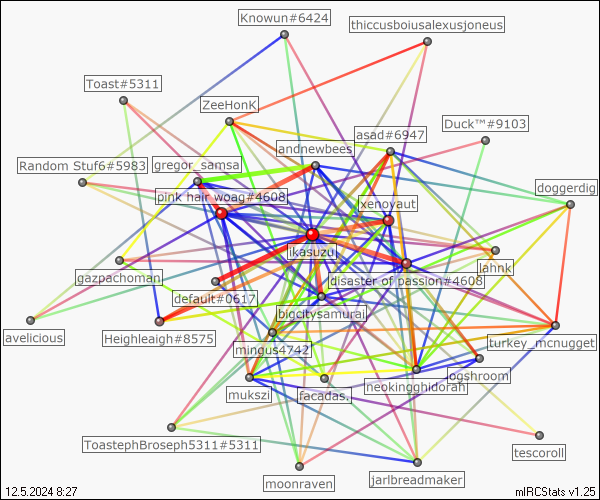 Knowun#6424
thiccusboiusalexusjoneus
Toast#5311
ZeeHonK
Duck™#9103
asad#6947
andnewbees
Random Stuf6#5983
gregor_samsa
doggerdig
pink hair woag#4608
xenoyaut
ikasuzu
lahnk
gazpachoman
disaster of passion#4608
default#0617
bigcitysamurai
avelicious
Heighleaigh#8575
turkey_mcnugget
mingus4742
logshroom
neokingghidorah
mukszi
facadas.
ToastephBroseph5311#5311
tescoroll
moonraven
jarlbreadmaker
12.5.2024 8:27
mIRCStats v1.25